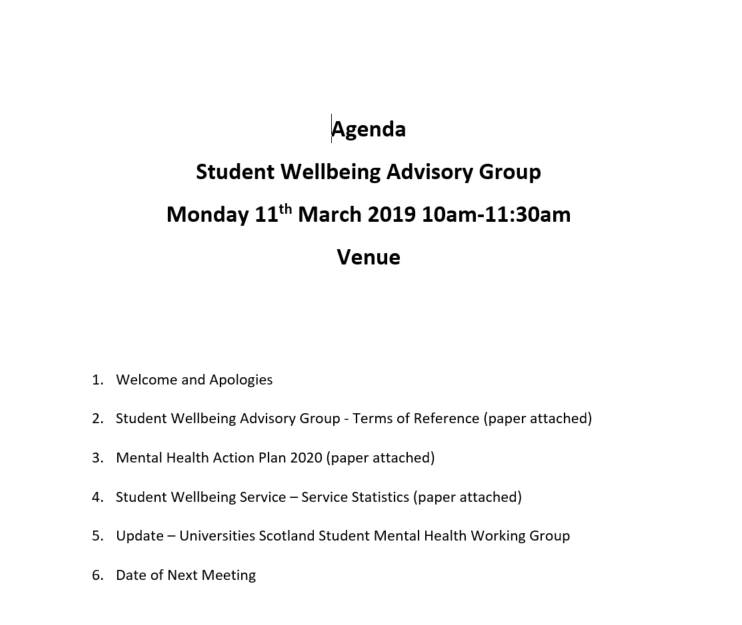 Agenda
Student Wellbeing Advisory Group
Monday 11th March 2019 10am-11:30am
Venue
1. Welcome and Apologies
2. Student Wellbeing Advisory Group - Terms of Reference (paper attached)
3. Mental Health Action Plan 2020 (paper attached)
4. Student Wellbeing Service – Service Statistics (paper attached)
5. Update – Universities Scotland Student Mental Health Working Group
6. Date of Next Meeting